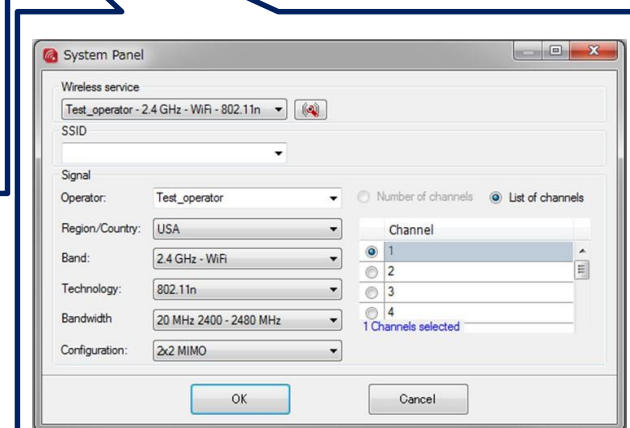 System Panel
Wireless service
Test_operator - 2.4 GHz - WiFi - 802.11n
SSID
Signal
Operator: Test_operator
Number of channels
List of channels
Region/Country: USA
Channel
1
Band: 2.4 GHz - WiFi
2
Technology: 802.11n
3
Bandwidth 20 MHz 2400 - 2480 MHz
4
1 Channels selected
Configuration: 2x2 MIMO
OK
Cancel